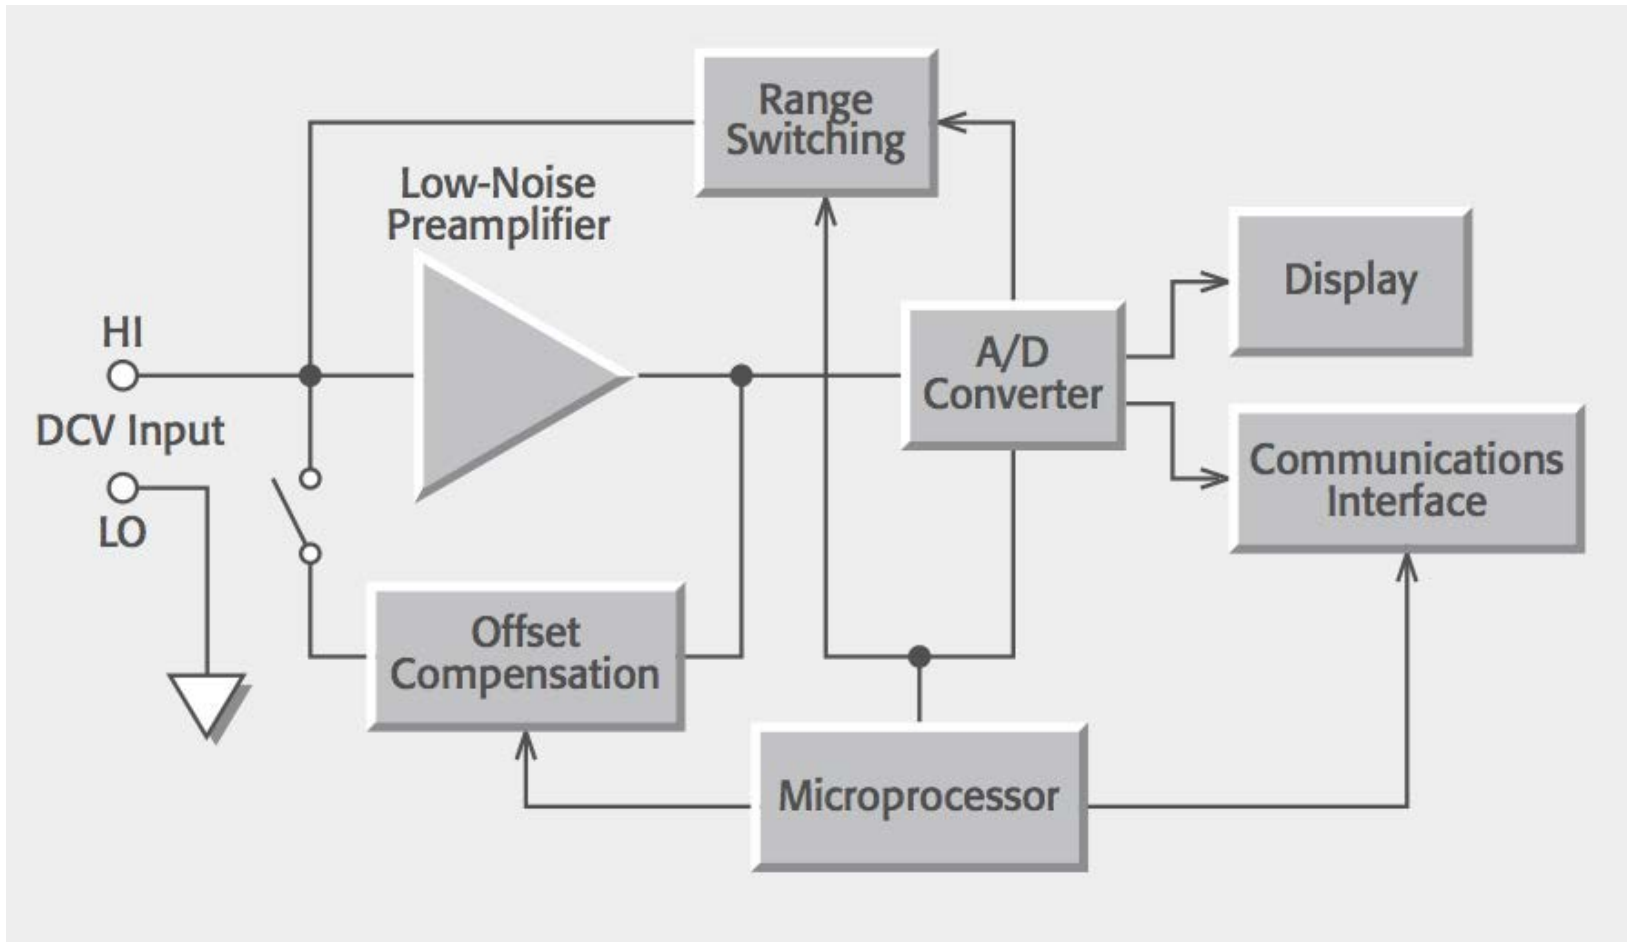 Range
Switching
Low-Noise
Preamplifier
HI
DCV Input
LO
A/D
Converter
Display
Communications
Interface
Offset
Compensation
Microprocessor